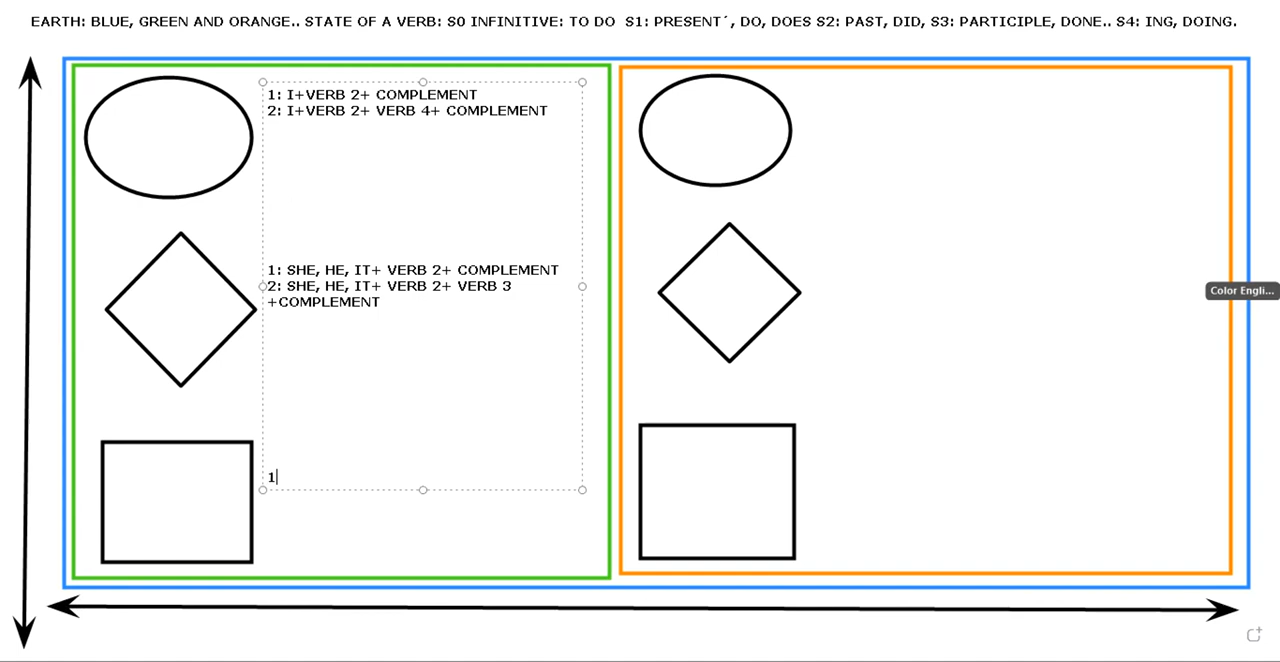 EARTH: BLUE, GREEN AND ORANGE.. STATE OF A VERB: S0 INFINITIVE: TO DO  S1: PRESENT´, DO, DOES S2: PAST, DID, S3: PARTICIPLE, DONE.. S4: ING, DOING.
1: I+VERB 2+ COMPLEMENT
2: I+VERB 2+ VERB 4+ COMPLEMENT
1: SHE, HE, IT+ VERB 2+ COMPLEMENT
2: SHE, HE, IT+ VERB 2+ VERB 3
+COMPLEMENT
Color Engli...
1